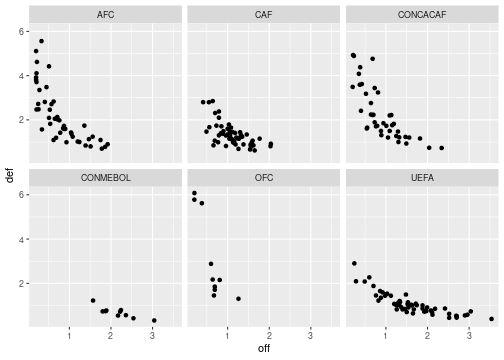 AFC CAF CONCACAF
6
4
2
def
CONMEBOL OFC UEFA
6
4
2
1 2 3 1 2 3 1 2 3
off